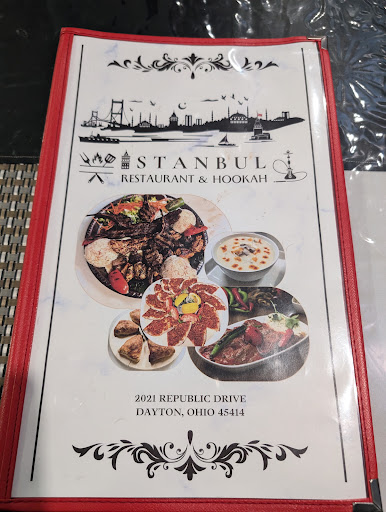 ISTANBUL
RESTAURANT & HOOKAH
2021 REPUBLIC DRIVE
DAYTON, OHIO 45414